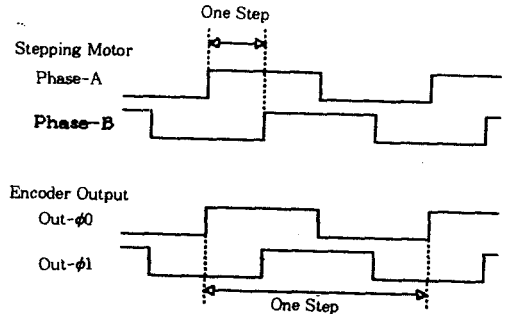 One Step
Stepping Motor
Phase-A
Phase-B
Encoder Output
Out-ϕ0
Out-ϕ1
One Step